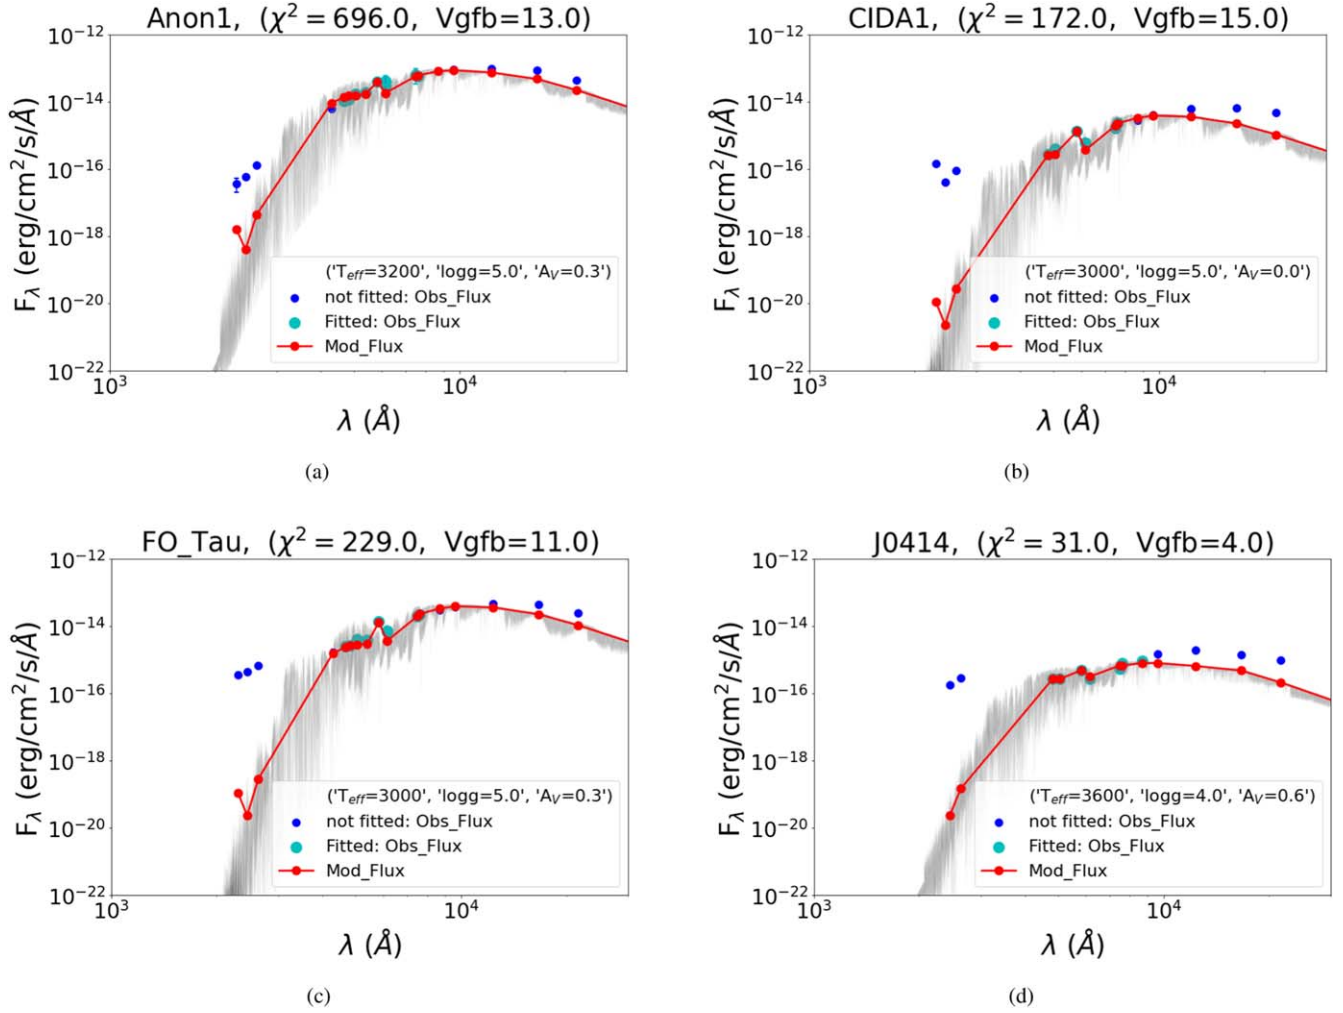 Anon1, (χ² = 696.0, Vgfb=13.0)
10⁻¹²
10⁻¹⁴
10⁻¹⁶
10⁻¹⁸
10⁻²⁰
10⁻²²
F_λ (erg/cm²/s/Å)
('T_eff=3200', 'logg=5.0', 'A_V=0.3')
not fitted: Obs_Flux
Fitted: Obs_Flux
Mod_Flux
10³
10⁴
λ (Å)
(a)
CIDA1, (χ² = 172.0, Vgfb=15.0)
10⁻¹²
10⁻¹⁴
10⁻¹⁶
10⁻¹⁸
10⁻²⁰
10⁻²²
F_λ (erg/cm²/s/Å)
('T_eff=3000', 'logg=5.0', 'A_V=0.0')
not fitted: Obs_Flux
Fitted: Obs_Flux
Mod_Flux
10³
10⁴
λ (Å)
(b)
FO_Tau, (χ² = 229.0, Vgfb=11.0)
10⁻¹²
10⁻¹⁴
10⁻¹⁶
10⁻¹⁸
10⁻²⁰
10⁻²²
F_λ (erg/cm²/s/Å)
('T_eff=3000', 'logg=5.0', 'A_V=0.3')
not fitted: Obs_Flux
Fitted: Obs_Flux
Mod_Flux
10³
10⁴
λ (Å)
(c)
J0414, (χ² = 31.0, Vgfb=4.0)
10⁻¹²
10⁻¹⁴
10⁻¹⁶
10⁻¹⁸
10⁻²⁰
10⁻²²
F_λ (erg/cm²/s/Å)
('T_eff=3600', 'logg=4.0', 'A_V=0.6')
not fitted: Obs_Flux
Fitted: Obs_Flux
Mod_Flux
10³
10⁴
λ (Å)
(d)